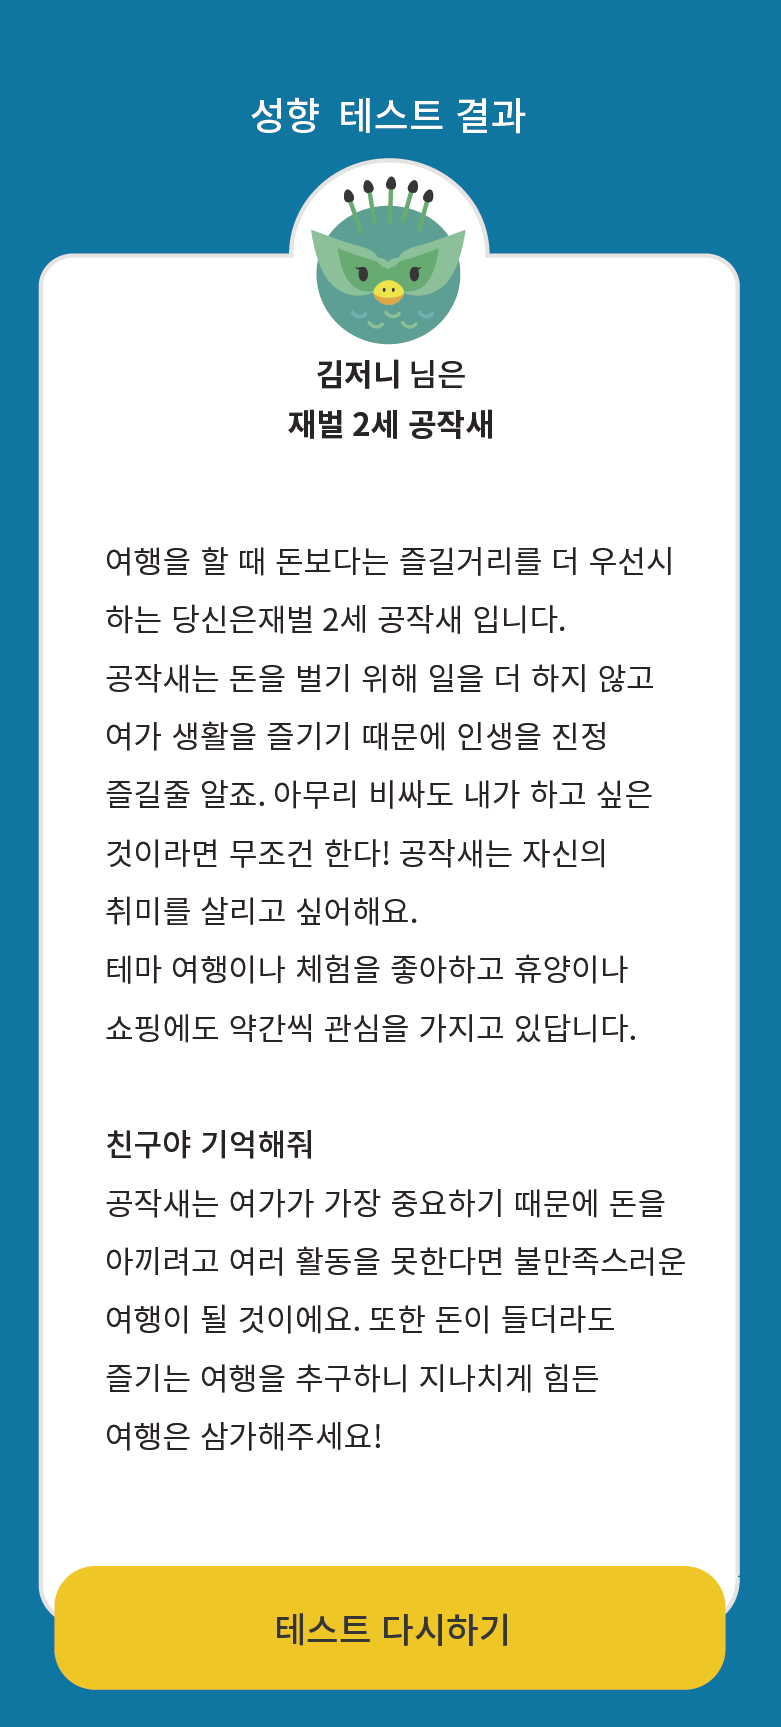 성향 테스트 결과
김저니 님은
재벌 2세 공작새
여행을 할 때 돈보다는 즐길거리를 더 우선시
하는 당신은재벌 2세 공작새 입니다.
공작새는 돈을 벌기 위해 일을 더 하지 않고
여가 생활을 즐기기 때문에 인생을 진정
즐길줄 알죠. 아무리 비싸도 내가 하고 싶은
것이라면 무조건 한다! 공작새는 자신의
취미를 살리고 싶어해요.
테마 여행이나 체험을 좋아하고 휴양이나
쇼핑에도 약간씩 관심을 가지고 있답니다.
친구야 기억해줘
공작새는 여가가 가장 중요하기 때문에 돈을
아끼려고 여러 활동을 못한다면 불만족스러운
여행이 될 것이에요. 또한 돈이 들더라도
즐기는 여행을 추구하니 지나치게 힘든
여행은 삼가해주세요!
테스트 다시하기